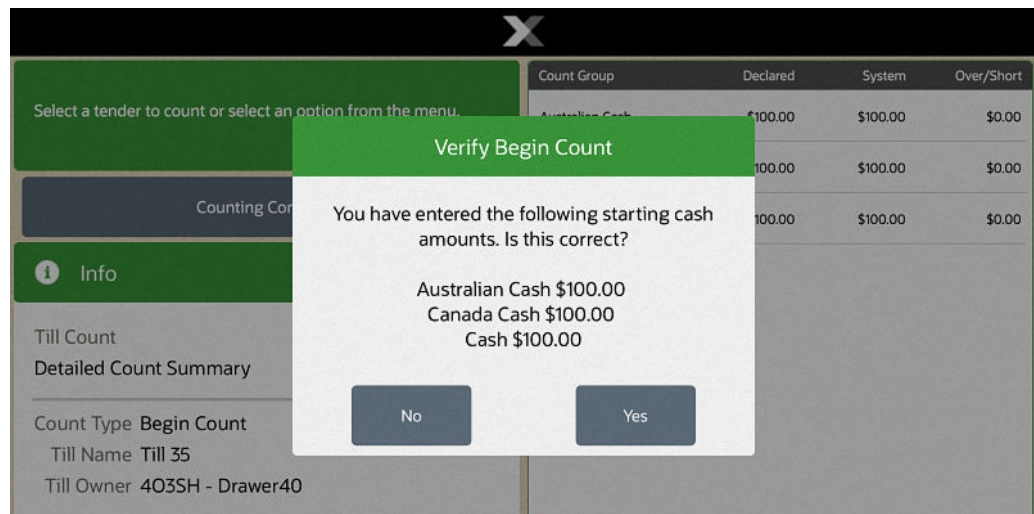 Select a tender to count or select an option from the menu.
Counting Con
Info
Till Count
Detailed Count Summary
Count Type Begin Count
Till Name Till 35
Till Owner 403SH - Drawer40
Count Group Declared System Over/Short
Australian Cash $100.00 $100.00 $0.00
100.00 $100.00 $0.00
100.00 $100.00 $0.00
Verify Begin Count
You have entered the following starting cash
amounts. Is this correct?
Australian Cash $100.00
Canada Cash $100.00
Cash $100.00
No Yes